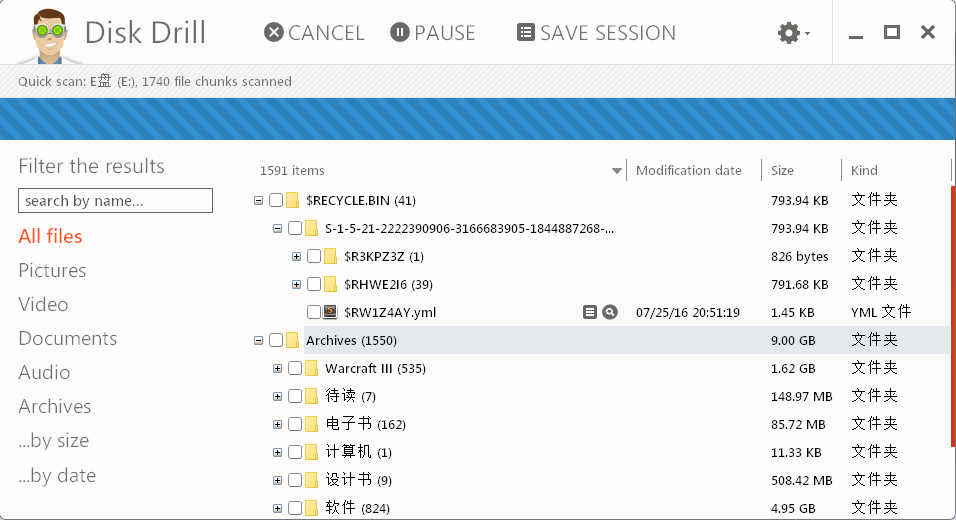 Disk Drill CANCEL PAUSE SAVE SESSION
Quick scan: E盘 (E:), 1740 file chunks scanned
Filter the results
search by name...
All files
Pictures
Video
Documents
Audio
Archives
...by size
...by date
1591 items Modification date Size Kind
$RECYCLE.BIN (41) 793.94 KB 文件夹
S-1-5-21-2222390906-3166683905-1844887268-... 793.94 KB 文件夹
$R3KPZ3Z (1) 826 bytes 文件夹
$RHWE2I6 (39) 791.68 KB 文件夹
$RW1Z4AY.yml 07/25/16 20:51:19 1.45 KB YML 文件
Archives (1550) 9.00 GB 文件夹
Warcraft III (535) 1.62 GB 文件夹
待读 (7) 148.97 MB 文件夹
电子书 (162) 85.72 MB 文件夹
计算机 (1) 11.33 KB 文件夹
设计书 (9) 508.42 MB 文件夹
软件 (824) 4.95 GB 文件夹